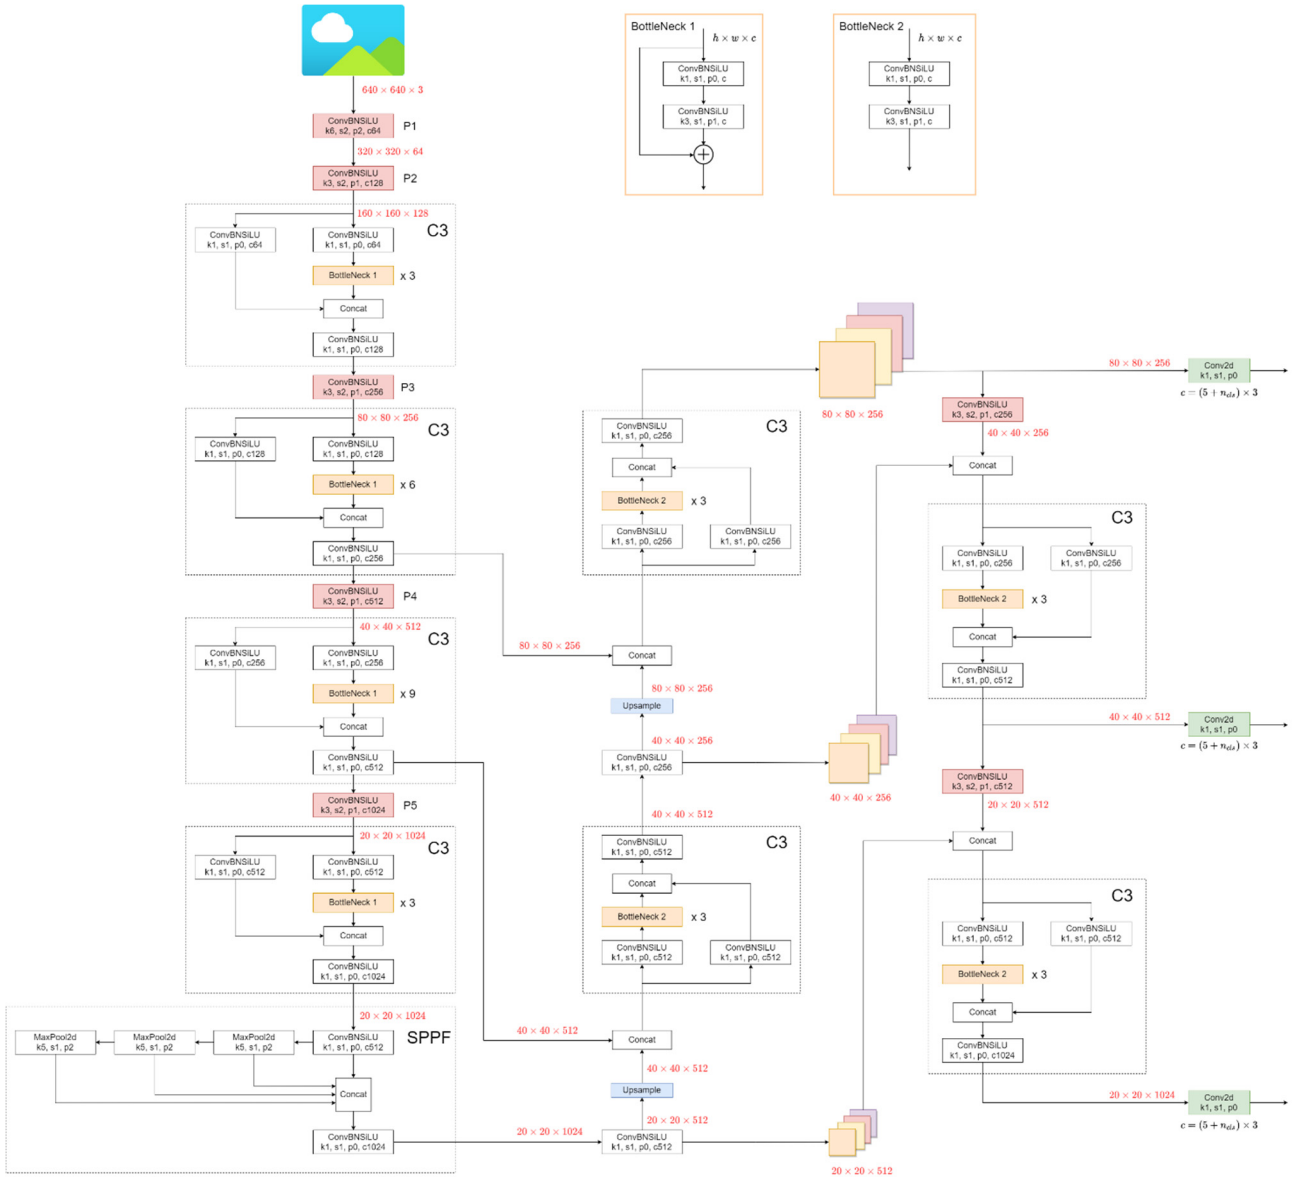 640 × 640 × 3
ConvBNSiLU
k6, s2, p2, c64
P1
320 × 320 × 64
ConvBNSiLU
k3, s2, p1, c128
P2
160 × 160 × 128
C3
ConvBNSiLU
k1, s1, p0, c64
ConvBNSiLU
k1, s1, p0, c64
BottleNeck 1
x 3
Concat
ConvBNSiLU
k1, s1, p0, c128
ConvBNSiLU
k3, s2, p1, c256
P3
80 × 80 × 256
C3
ConvBNSiLU
k1, s1, p0, c128
ConvBNSiLU
k1, s1, p0, c128
BottleNeck 1
x 6
Concat
ConvBNSiLU
k1, s1, p0, c256
ConvBNSiLU
k3, s2, p1, c512
P4
40 × 40 × 512
C3
ConvBNSiLU
k1, s1, p0, c256
ConvBNSiLU
k1, s1, p0, c256
BottleNeck 1
x 9
Concat
ConvBNSiLU
k1, s1, p0, c512
ConvBNSiLU
k3, s2, p1, c1024
P5
20 × 20 × 1024
C3
ConvBNSiLU
k1, s1, p0, c512
ConvBNSiLU
k1, s1, p0, c512
BottleNeck 1
x 3
Concat
ConvBNSiLU
k1, s1, p0, c1024
20 × 20 × 1024
SPPF
MaxPool2d
k5, s1, p2
MaxPool2d
k5, s1, p2
MaxPool2d
k5, s1, p2
ConvBNSiLU
k1, s1, p0, c512
Concat
ConvBNSiLU
k1, s1, p0, c1024
BottleNeck 1
h × w × c
ConvBNSiLU
k1, s1, p0, c
ConvBNSiLU
k3, s1, p1, c
+
BottleNeck 2
h × w × c
ConvBNSiLU
k1, s1, p0, c
ConvBNSiLU
k3, s1, p1, c
C3
ConvBNSiLU
k1, s1, p0, c256
Concat
BottleNeck 2
x 3
ConvBNSiLU
k1, s1, p0, c256
ConvBNSiLU
k1, s1, p0, c256
80 × 80 × 256
Concat
80 × 80 × 256
Upsample
40 × 40 × 256
ConvBNSiLU
k1, s1, p0, c256
40 × 40 × 512
C3
ConvBNSiLU
k1, s1, p0, c512
Concat
BottleNeck 2
x 3
ConvBNSiLU
k1, s1, p0, c512
ConvBNSiLU
k1, s1, p0, c512
40 × 40 × 512
Concat
40 × 40 × 512
Upsample
20 × 20 × 512
20 × 20 × 1024
ConvBNSiLU
k1, s1, p0, c512
80 × 80 × 256
40 × 40 × 256
20 × 20 × 512
80 × 80 × 256
Conv2d
k1, s1, p0
c = (5 + n_cls) × 3
ConvBNSiLU
k3, s2, p1, c256
40 × 40 × 256
Concat
C3
ConvBNSiLU
k1, s1, p0, c256
ConvBNSiLU
k1, s1, p0, c256
BottleNeck 2
x 3
Concat
ConvBNSiLU
k1, s1, p0, c512
40 × 40 × 512
Conv2d
k1, s1, p0
c = (5 + n_cls) × 3
ConvBNSiLU
k3, s2, p1, c512
20 × 20 × 512
Concat
C3
ConvBNSiLU
k1, s1, p0, c512
ConvBNSiLU
k1, s1, p0, c512
BottleNeck 2
x 3
Concat
ConvBNSiLU
k1, s1, p0, c1024
20 × 20 × 1024
Conv2d
k1, s1, p0
c = (5 + n_cls) × 3